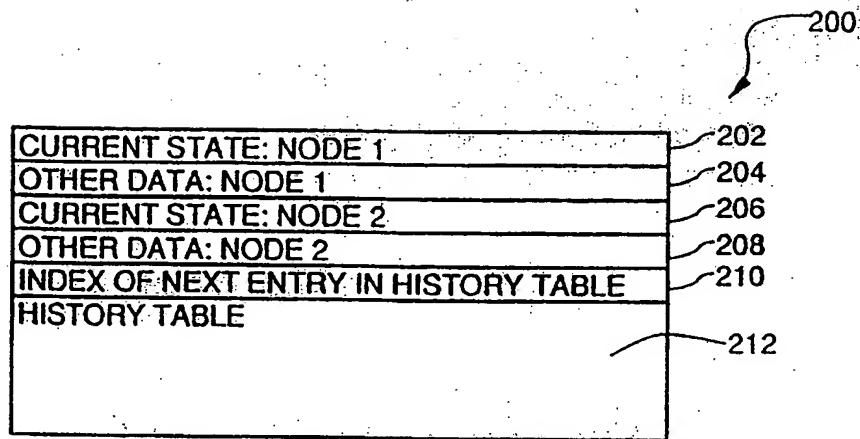 200
CURRENT STATE: NODE 1 202
OTHER DATA: NODE 1 204
CURRENT STATE: NODE 2 206
OTHER DATA: NODE 2 208
INDEX OF NEXT ENTRY IN HISTORY TABLE 210
HISTORY TABLE
212